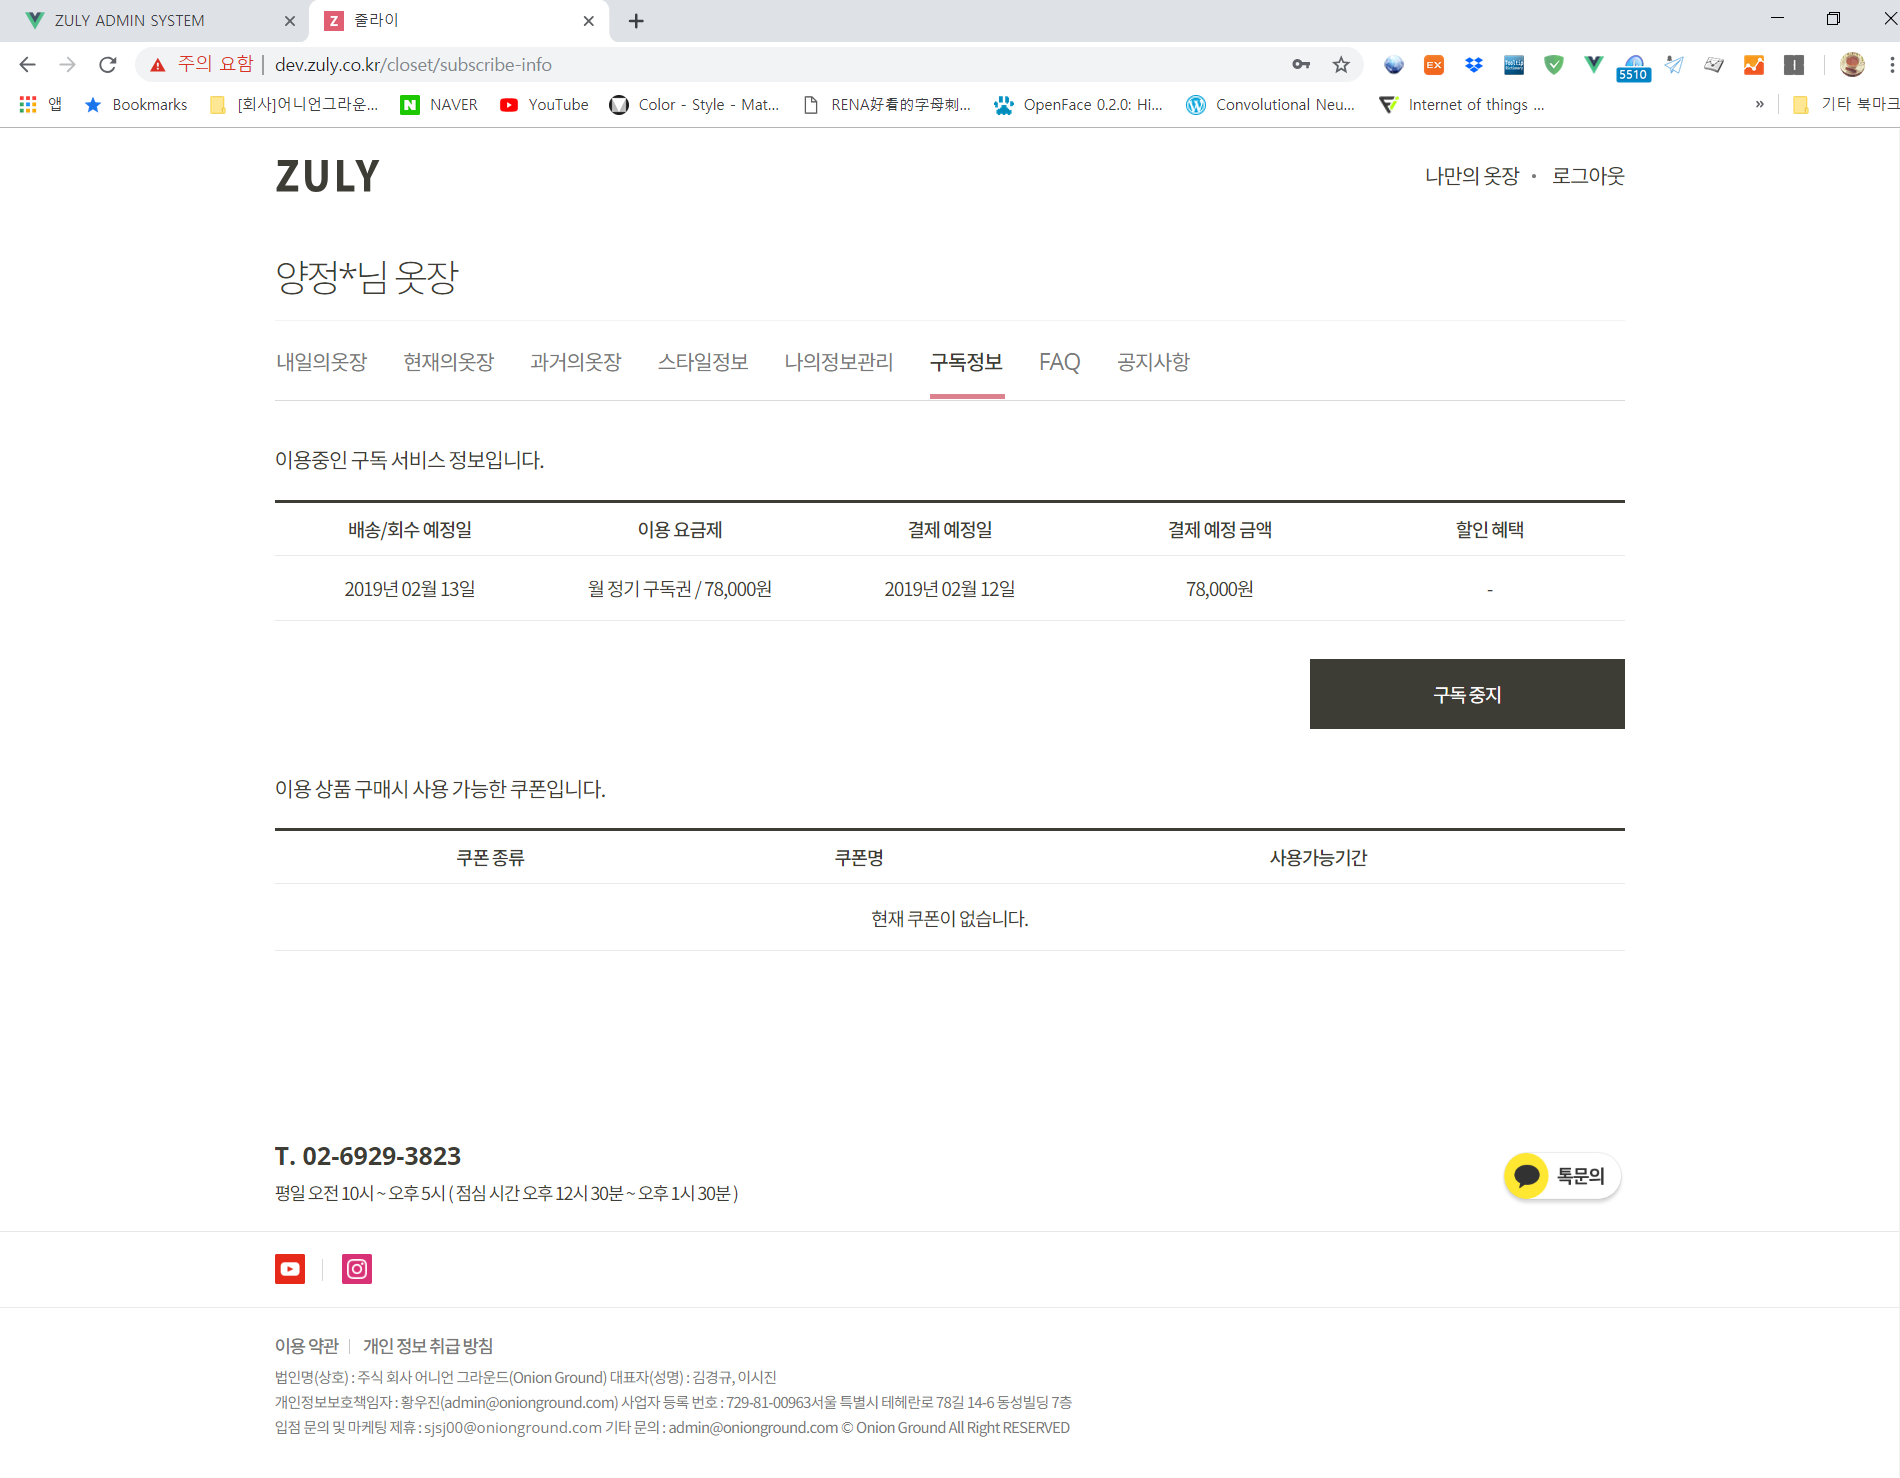 ZULY ADMIN SYSTEM
줄라이
주의 요함 | dev.zuly.co.kr/closet/subscribe-info
EX
5510
앱
Bookmarks
[회사]어니언그라운...
NAVER
YouTube
Color - Style - Mat...
RENA好看的字母刺...
OpenFace 0.2.0: Hi...
Convolutional Neu...
Internet of things ...
»
기타 북마크
ZULY
나만의 옷장 • 로그아웃
양정*님 옷장
내일의옷장 현재의옷장 과거의옷장 스타일정보 나의정보관리 구독정보 FAQ 공지사항
이용중인 구독 서비스 정보입니다.
배송/회수 예정일 이용 요금제 결제 예정일 결제 예정 금액 할인 혜택
2019년 02월 13일 월 정기 구독권 / 78,000원 2019년 02월 12일 78,000원 -
구독 중지
이용 상품 구매시 사용 가능한 쿠폰입니다.
쿠폰 종류 쿠폰명 사용가능기간
현재 쿠폰이 없습니다.
T. 02-6929-3823
평일 오전 10시 ~ 오후 5시 ( 점심 시간 오후 12시 30분 ~ 오후 1시 30분 )
톡문의
이용 약관 | 개인 정보 취급 방침
법인명(상호) : 주식 회사 어니언 그라운드(Onion Ground) 대표자(성명) : 김경규, 이시진
개인정보보호책임자 : 황우진(admin@onionground.com) 사업자 등록 번호 : 729-81-00963서울 특별시 테헤란로 78길 14-6 동성빌딩 7층
입점 문의 및 마케팅 제휴 : sjsj00@onionground.com 기타 문의 : admin@onionground.com © Onion Ground All Right RESERVED